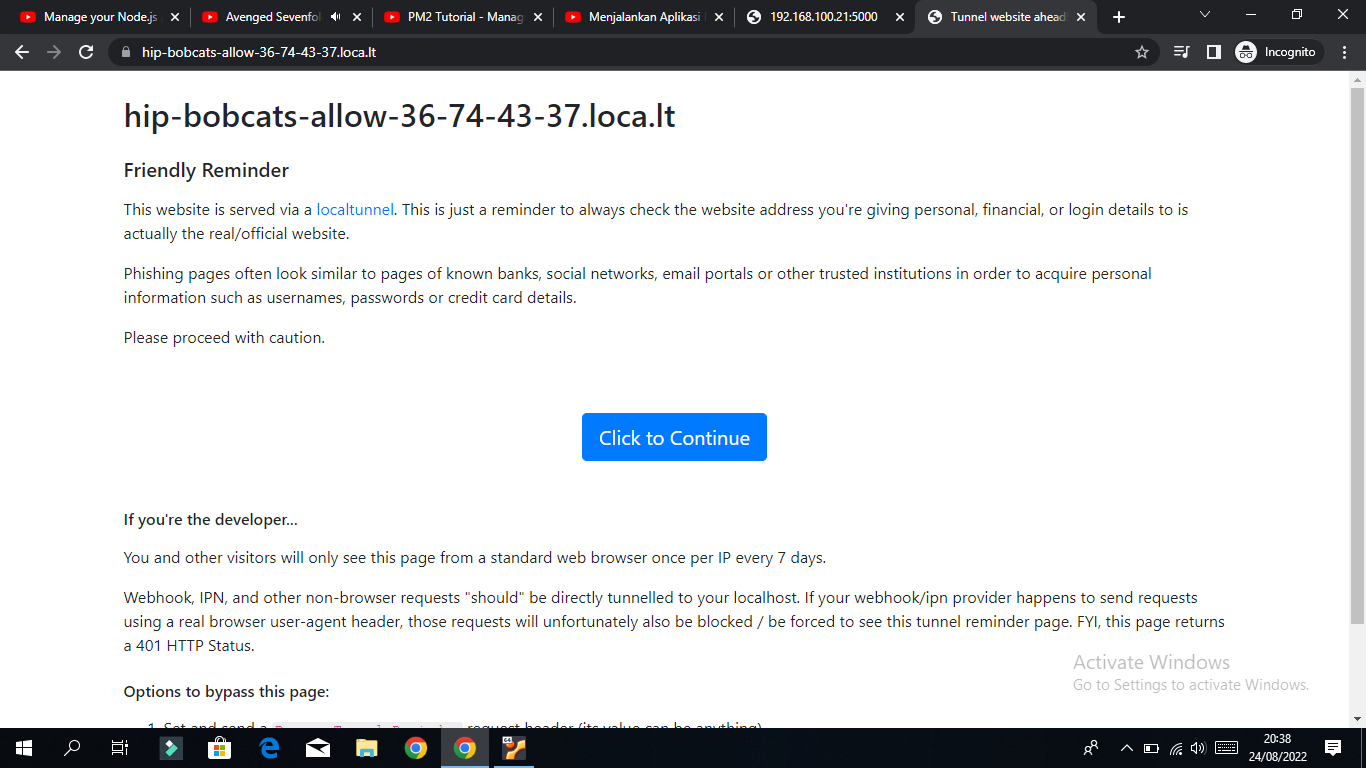 Manage your Node.js
Avenged Sevenfol
PM2 Tutorial - Manag
Menjalankan Aplikasi
192.168.100.21:5000
Tunnel website ahead!
hip-bobcats-allow-36-74-43-37.loca.lt
Incognito
hip-bobcats-allow-36-74-43-37.loca.lt
Friendly Reminder
This website is served via a localtunnel. This is just a reminder to always check the website address you're giving personal, financial, or login details to is
actually the real/official website.
Phishing pages often look similar to pages of known banks, social networks, email portals or other trusted institutions in order to acquire personal
information such as usernames, passwords or credit card details.
Please proceed with caution.
Click to Continue
If you're the developer...
You and other visitors will only see this page from a standard web browser once per IP every 7 days.
Webhook, IPN, and other non-browser requests "should" be directly tunnelled to your localhost. If your webhook/ipn provider happens to send requests
using a real browser user-agent header, those requests will unfortunately also be blocked / be forced to see this tunnel reminder page. FYI, this page returns
a 401 HTTP Status.
Activate Windows
Go to Settings to activate Windows.
Options to bypass this page:
1. Set and send a request header (its value can be anything)
64
20:38
24/08/2022